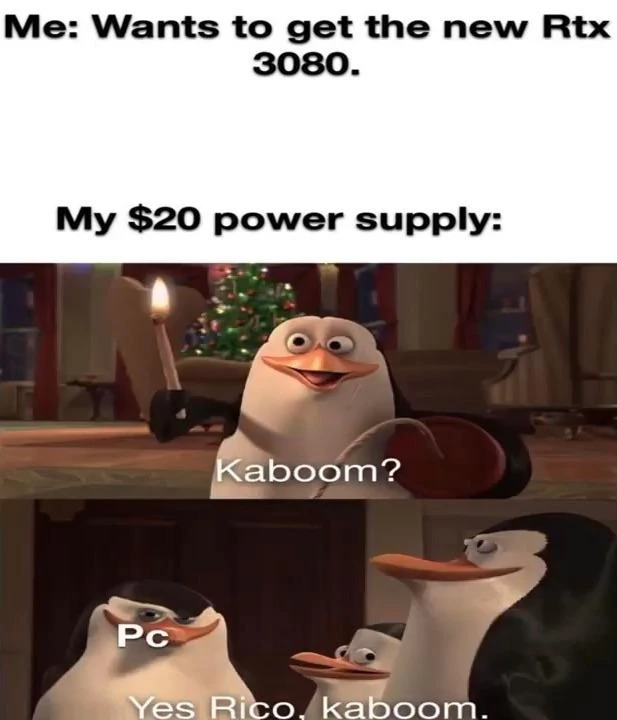 Me: Wants to get the new Rtx
3080.
My $20 power supply:
Kaboom?
Pc
Yes Rico, kaboom.